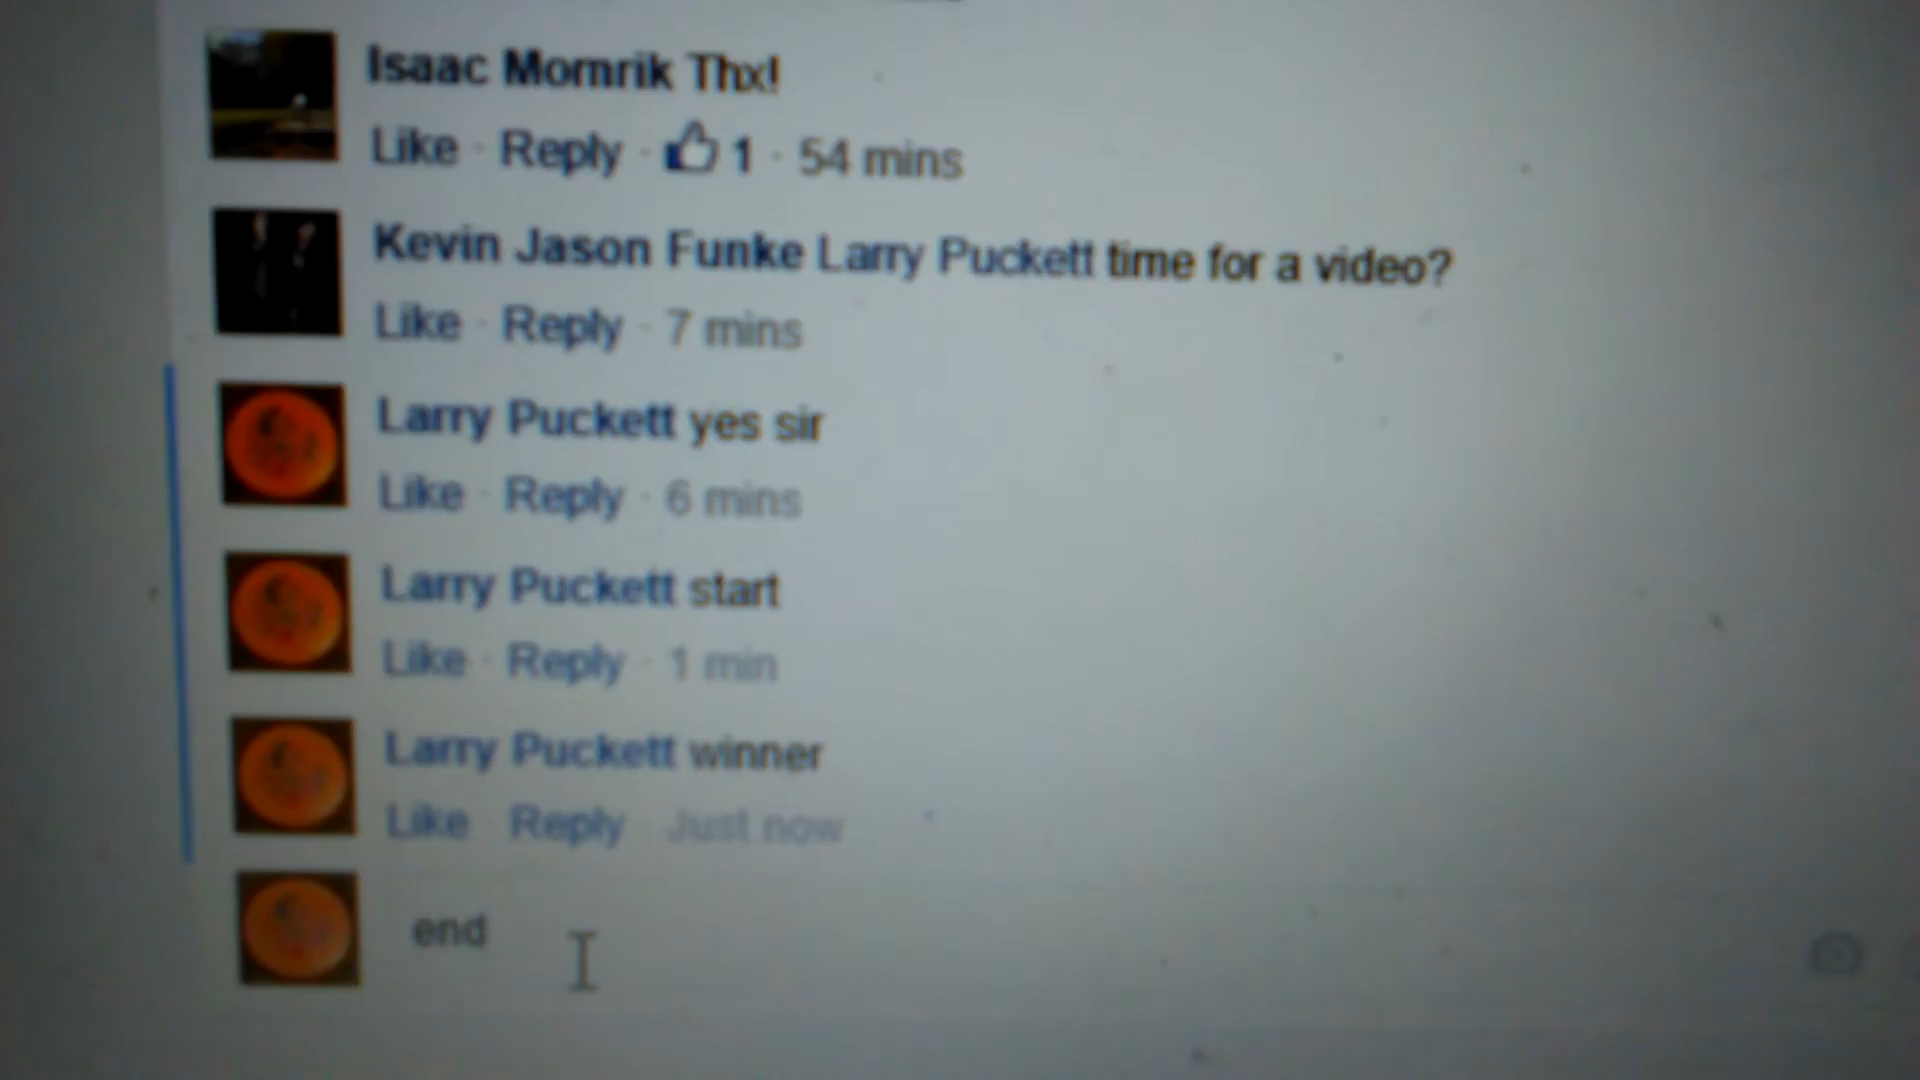 Isaac Momrik Thx!
Like · Reply · 1 · 54 mins
Kevin Jason Funke Larry Puckett time for a video?
Like · Reply · 7 mins
Larry Puckett yes sir
Like · Reply · 6 mins
Larry Puckett start
Like · Reply · 1 min
Larry Puckett winner
Like Reply Just now
end